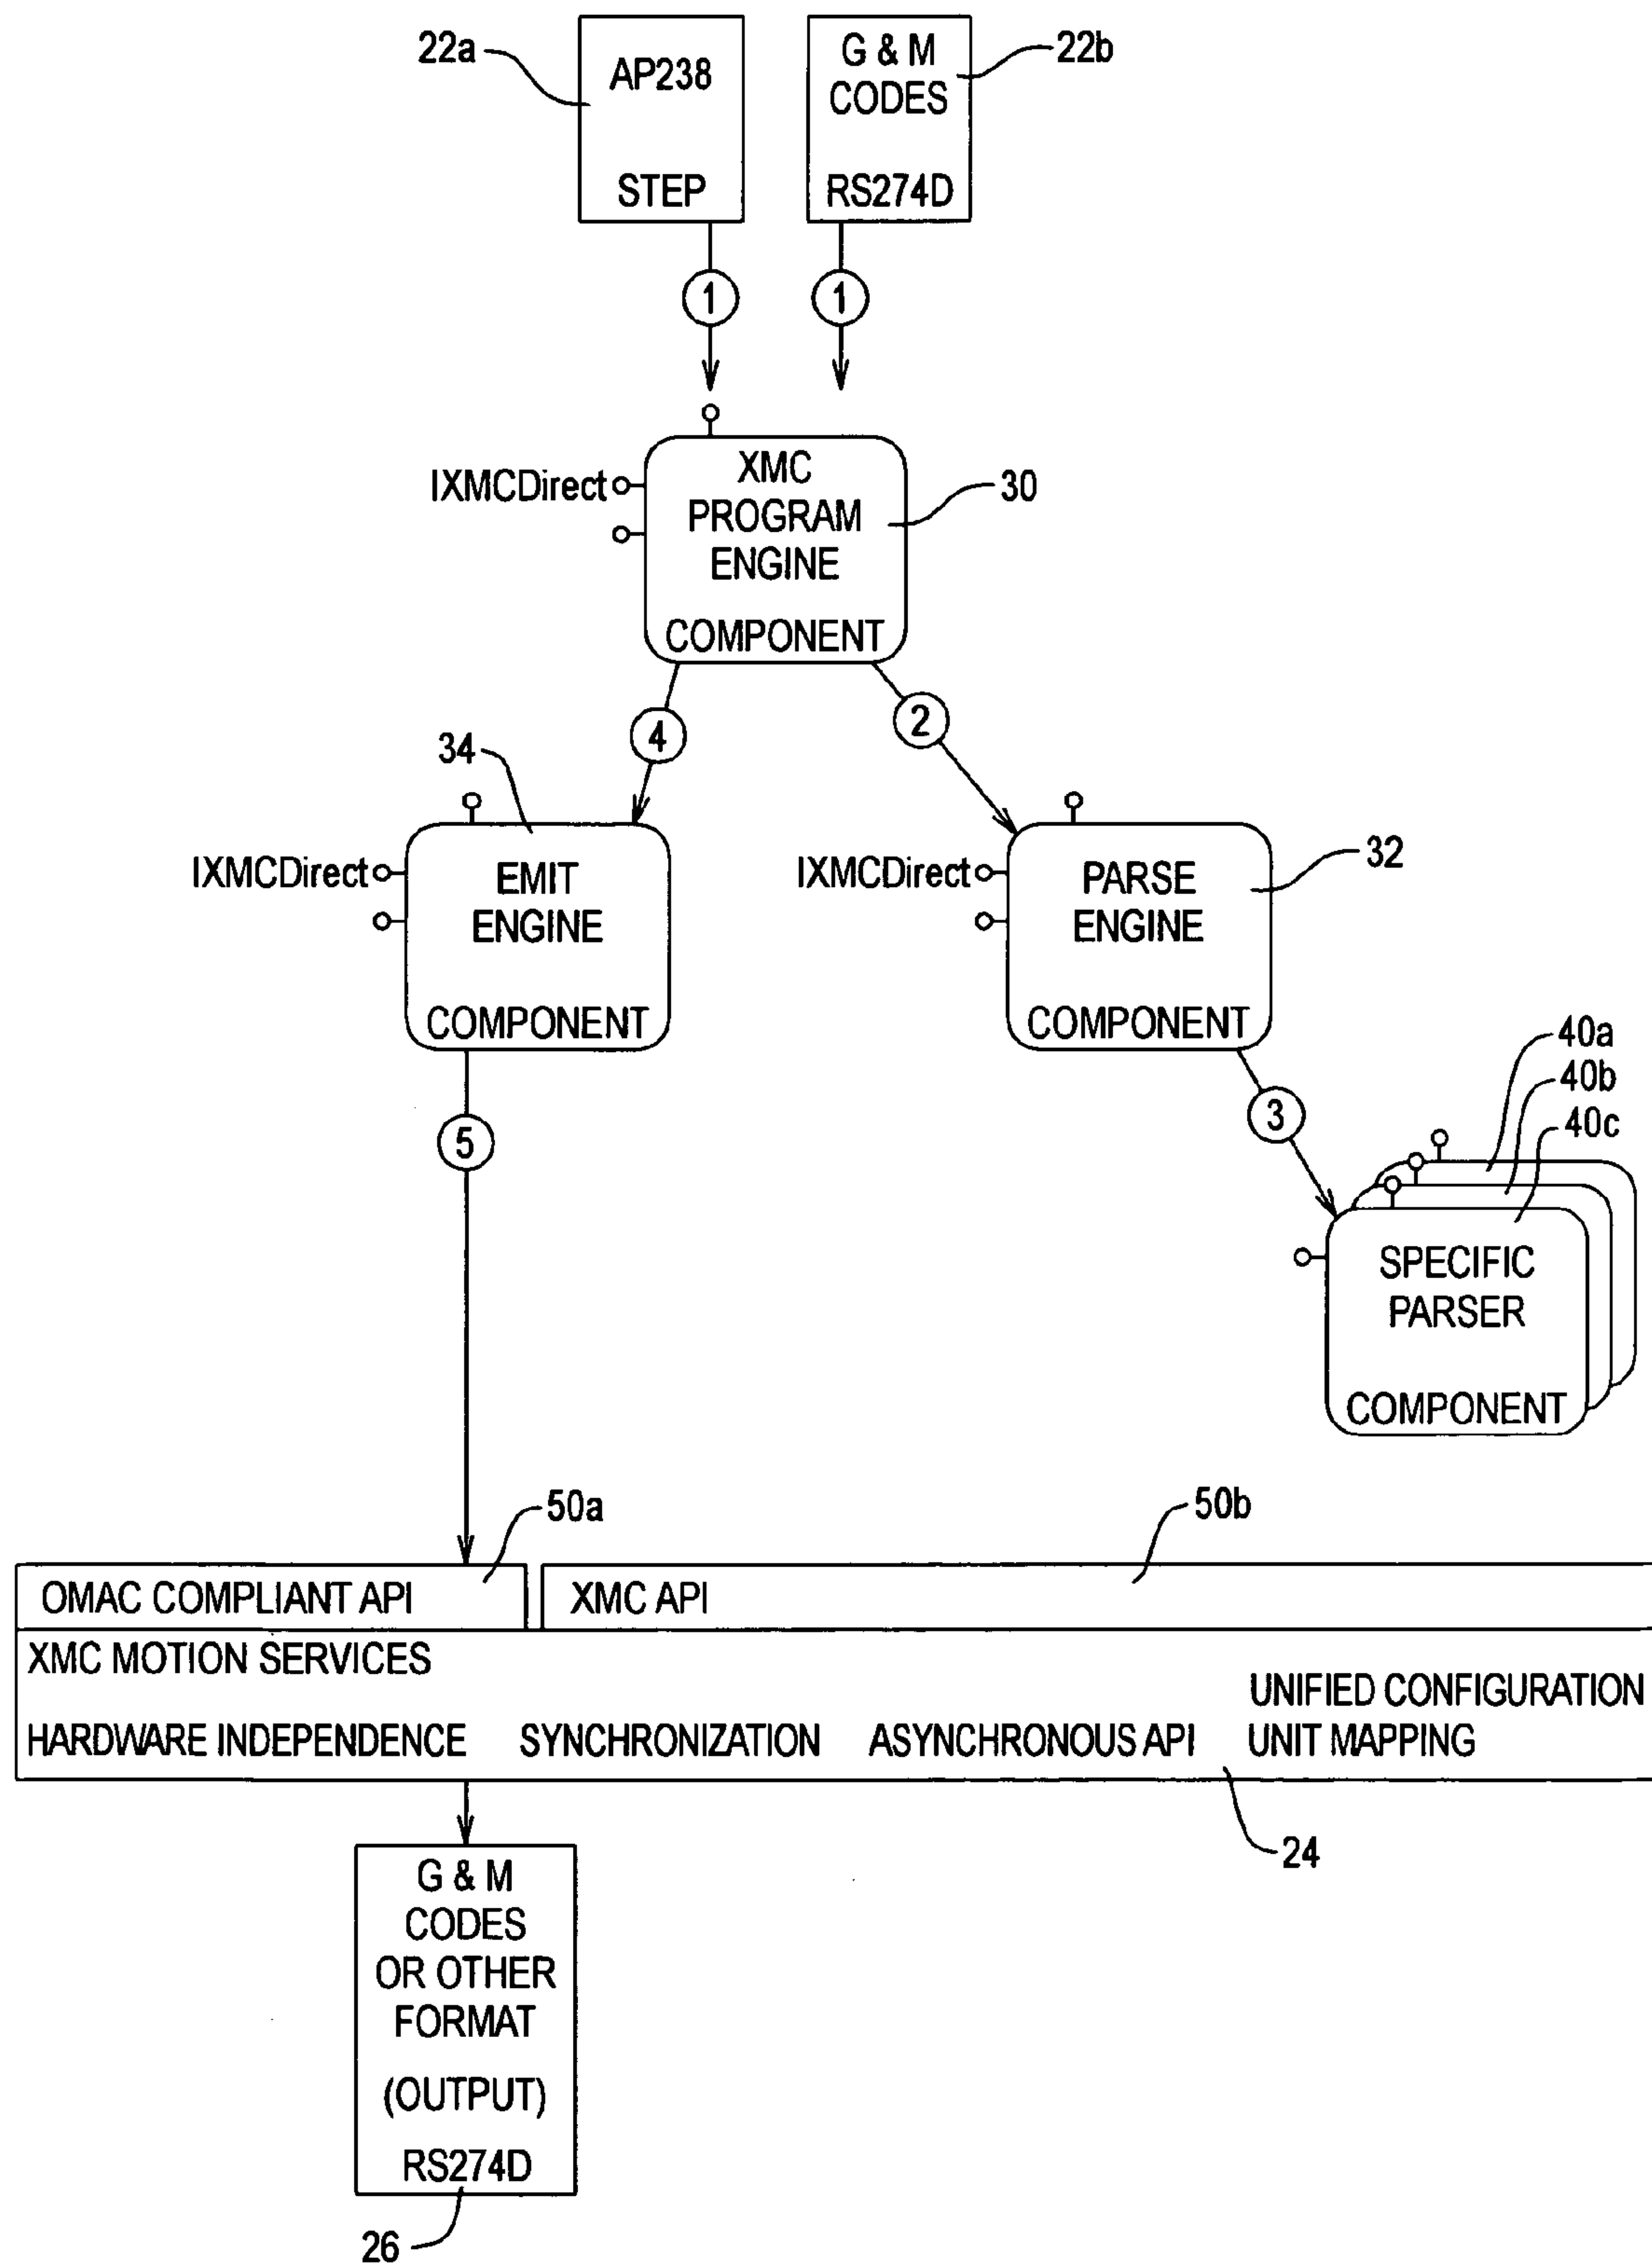 22a
AP238
STEP
G & M
CODES
RS274D
22b
1
1
IXMCDirect
XMC
PROGRAM
ENGINE
COMPONENT
30
4
2
34
IXMCDirect
EMIT
ENGINE
COMPONENT
IXMCDirect
PARSE
ENGINE
COMPONENT
32
5
3
40a
40b
40c
SPECIFIC
PARSER
COMPONENT
50a
50b
OMAC COMPLIANT API
XMC API
XMC MOTION SERVICES
UNIFIED CONFIGURATION
HARDWARE INDEPENDENCE SYNCHRONIZATION ASYNCHRONOUS API UNIT MAPPING
24
G & M
CODES
OR OTHER
FORMAT
(OUTPUT)
RS274D
26